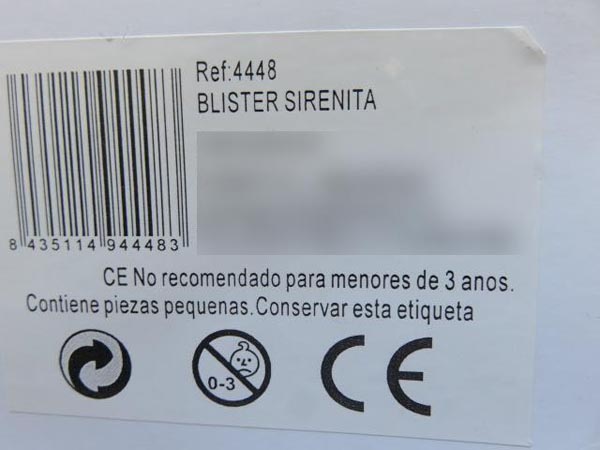 Ref:4448
BLISTER SIRENITA
8 435114 944483
CE No recomendado para menores de 3 anos.
Contiene piezas pequenas.Conservar esta etiqueta
0-3
CE